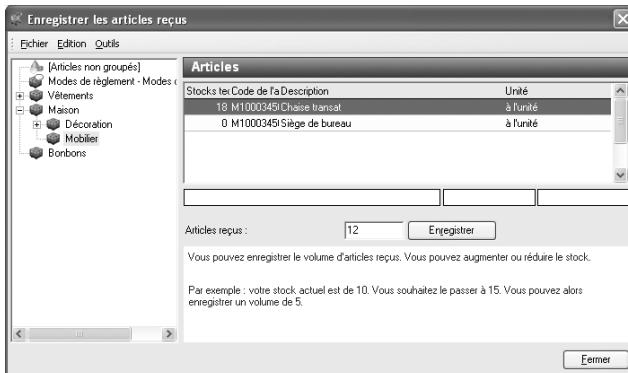 Enregistrer les articles reçus
Fichier Edition Outils
[Articles non groupés]
Modes de règlement - Modes
Vêtements
Maison
Décoration
Mobilier
Bonbons
Articles
Stocks ter Code de l'a Description Unité
18 M1000345 Chaise transat à l'unité
0 M1000345 Siège de bureau à l'unité
Articles reçus : 12 Enregistrer
Vous pouvez enregistrer le volume d'articles reçus. Vous pouvez augmenter ou réduire le stock.
Par exemple : votre stock actuel est de 10. Vous souhaitez le passer à 15. Vous pouvez alors
enregistrer un volume de 5.
Fermer